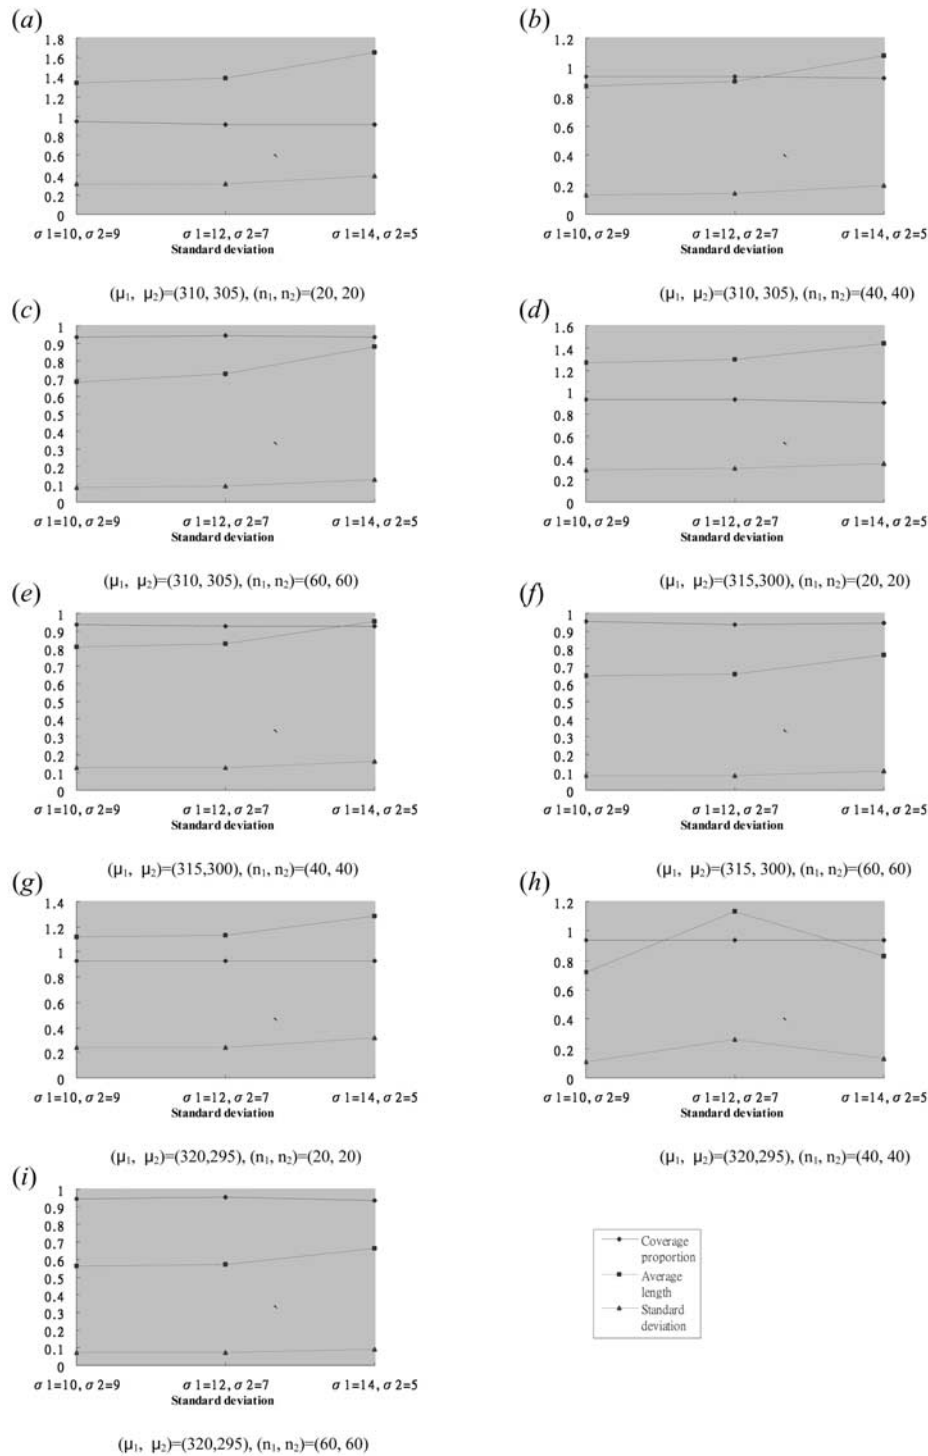 (a)
1.8
1.6
1.4
1.2
1
0.8
0.6
0.4
0.2
0
σ 1=10, σ 2=9 σ 1=12, σ 2=7 σ 1=14, σ 2=5
Standard deviation
(μ₁, μ₂)=(310, 305), (n₁, n₂)=(20, 20)
(b)
1.2
1
0.8
0.6
0.4
0.2
0
σ 1=10, σ 2=9 σ 1=12, σ 2=7 σ 1=14, σ 2=5
Standard deviation
(μ₁, μ₂)=(310, 305), (n₁, n₂)=(40, 40)
(c)
1
0.9
0.8
0.7
0.6
0.5
0.4
0.3
0.2
0.1
0
σ 1=10, σ 2=9 σ 1=12, σ 2=7 σ 1=14, σ 2=5
Standard deviation
(μ₁, μ₂)=(310, 305), (n₁, n₂)=(60, 60)
(d)
1.6
1.4
1.2
1
0.8
0.6
0.4
0.2
0
σ 1=10, σ 2=9 σ 1=12, σ 2=7 σ 1=14, σ 2=5
Standard deviation
(μ₁, μ₂)=(315,300), (n₁, n₂)=(20, 20)
(e)
1
0.9
0.8
0.7
0.6
0.5
0.4
0.3
0.2
0.1
0
σ 1=10, σ 2=9 σ 1=12, σ 2=7 σ 1=14, σ 2=5
Standard deviation
(μ₁, μ₂)=(315,300), (n₁, n₂)=(40, 40)
(f)
1
0.9
0.8
0.7
0.6
0.5
0.4
0.3
0.2
0.1
0
σ 1=10, σ 2=9 σ 1=12, σ 2=7 σ 1=14, σ 2=5
Standard deviation
(μ₁, μ₂)=(315, 300), (n₁, n₂)=(60, 60)
(g)
1.4
1.2
1
0.8
0.6
0.4
0.2
0
σ 1=10, σ 2=9 σ 1=12, σ 2=7 σ 1=14, σ 2=5
Standard deviation
(μ₁, μ₂)=(320,295), (n₁, n₂)=(20, 20)
(h)
1.2
1
0.8
0.6
0.4
0.2
0
σ 1=10, σ 2=9 σ 1=12, σ 2=7 σ 1=14, σ 2=5
Standard deviation
(μ₁, μ₂)=(320,295), (n₁, n₂)=(40, 40)
(i)
1
0.9
0.8
0.7
0.6
0.5
0.4
0.3
0.2
0.1
0
σ 1=10, σ 2=9 σ 1=12, σ 2=7 σ 1=14, σ 2=5
Standard deviation
(μ₁, μ₂)=(320,295), (n₁, n₂)=(60, 60)
Coverage
proportion
Average
length
Standard
deviation